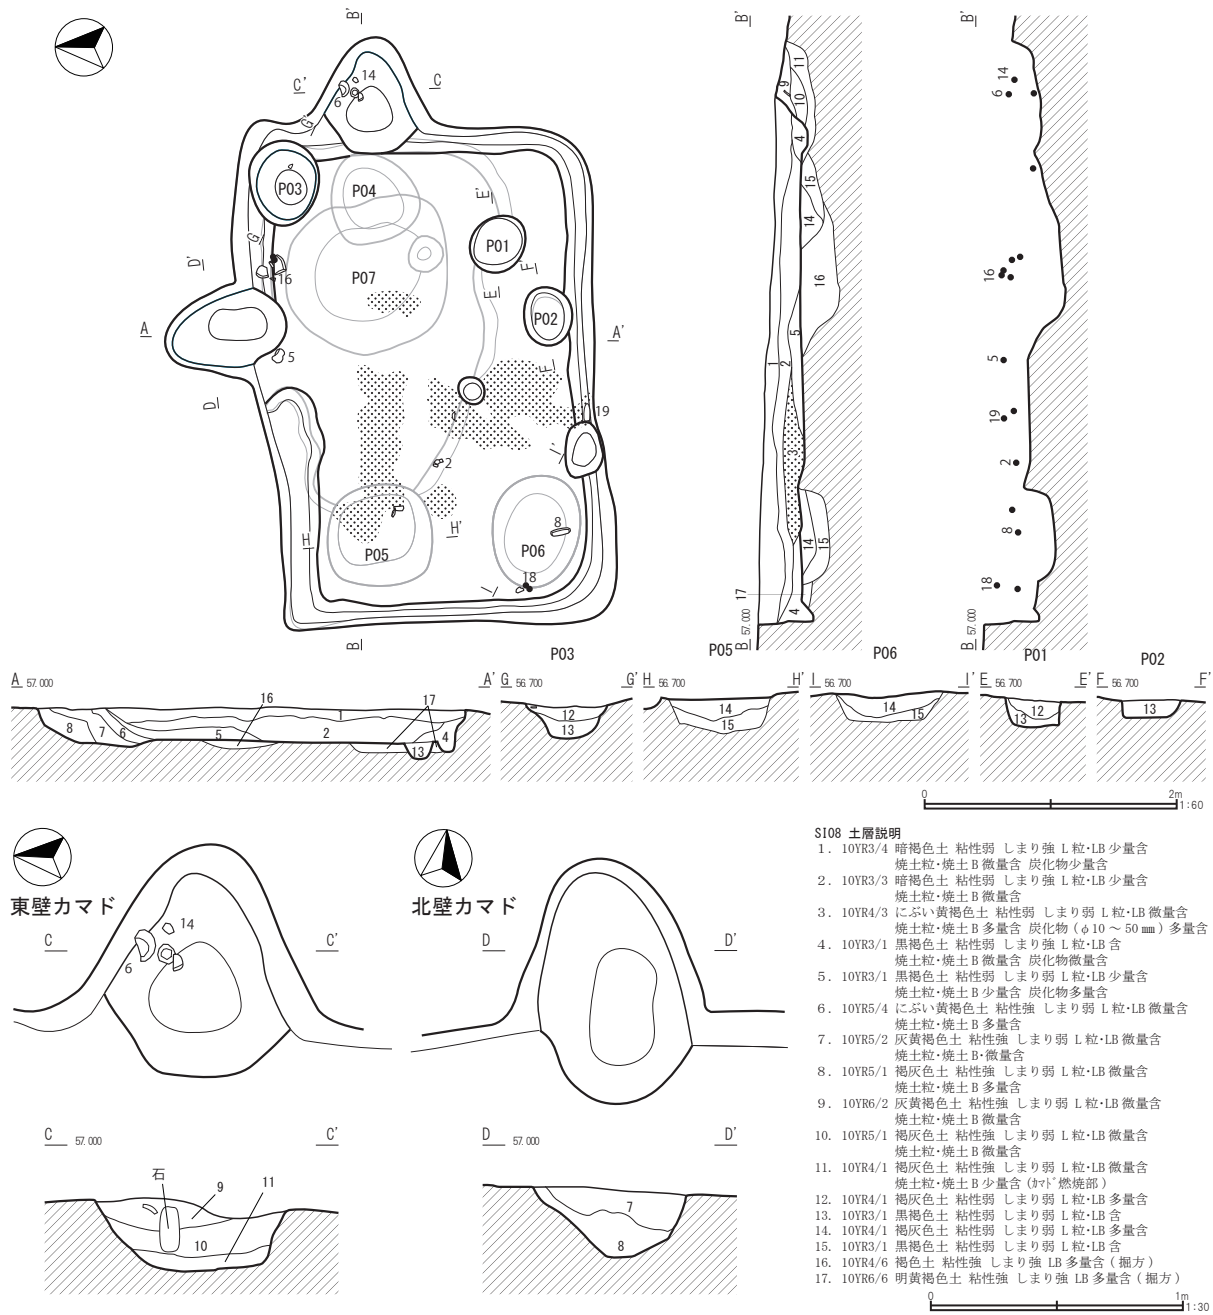 B'
C'
C
14
6
G'
P03
P04
E'
P01
G
D'
16
P07
F'
E
A
P02
A'
5
F
D
19
I'
2
H'
8
H
P05
P06
18
I
B
B'
11
9
10
4
15
14
16
5
1
2
3
14
15
17
4
B 57.000
B'
14
6
16
5
19
2
8
18
B 57.000
P03
P05
P06
P01
P02
A 57.000
A'
G 56.700
G'
H 56.700
H'
I 56.700
I'
E 56.700
E'
F 56.700
F'
16
17
1
8
7
6
5
2
13
4
12
13
14
15
14
15
13
12
13
0
2m
1:60
東壁カマド
北壁カマド
C
C'
14
6
D
D'
C 57.000
C'
石
9
11
10
D 57.000
D'
7
8
SI08 土層説明
1. 10YR3/4 暗褐色土 粘性弱 しまり強 L粒･LB少量含
焼土粒･焼土B微量含 炭化物少量含
2. 10YR3/3 暗褐色土 粘性弱 しまり強 L粒･LB少量含
焼土粒･焼土B微量含
3. 10YR4/3 にぶい黄褐色土 粘性弱 しまり弱 L粒･LB微量含
焼土粒･焼土B多量含 炭化物(φ10～50㎜)多量含
4. 10YR3/1 黒褐色土 粘性弱 しまり強 L粒･LB含
焼土粒･焼土B微量含 炭化物微量含
5. 10YR3/1 黒褐色土 粘性弱 しまり弱 L粒･LB少量含
焼土粒･焼土B少量含 炭化物多量含
6. 10YR5/4 にぶい黄褐色土 粘性強 しまり弱 L粒･LB微量含
焼土粒･焼土B多量含
7. 10YR5/2 灰黄褐色土 粘性強 しまり弱 L粒･LB微量含
焼土粒･焼土B･微量含
8. 10YR5/1 褐灰色土 粘性強 しまり弱 L粒･LB微量含
焼土粒･焼土B多量含
9. 10YR6/2 灰黄褐色土 粘性強 しまり弱 L粒･LB微量含
焼土粒･焼土B微量含
10. 10YR5/1 褐灰色土 粘性強 しまり弱 L粒･LB微量含
焼土粒･焼土B微量含
11. 10YR4/1 褐灰色土 粘性強 しまり弱 L粒･LB微量含
焼土粒･焼土B少量含(ｶﾏﾄﾞ燃焼部)
12. 10YR4/1 褐灰色土 粘性弱 しまり弱 L粒･LB多量含
13. 10YR3/1 黒褐色土 粘性弱 しまり弱 L粒･LB含
14. 10YR4/1 褐灰色土 粘性弱 しまり弱 L粒･LB多量含
15. 10YR3/1 黒褐色土 粘性弱 しまり弱 L粒･LB含
16. 10YR4/6 褐色土 粘性強 しまり強 LB多量含(掘方)
17. 10YR6/6 明黄褐色土 粘性強 しまり強 LB多量含(掘方)
0
1m
1:30